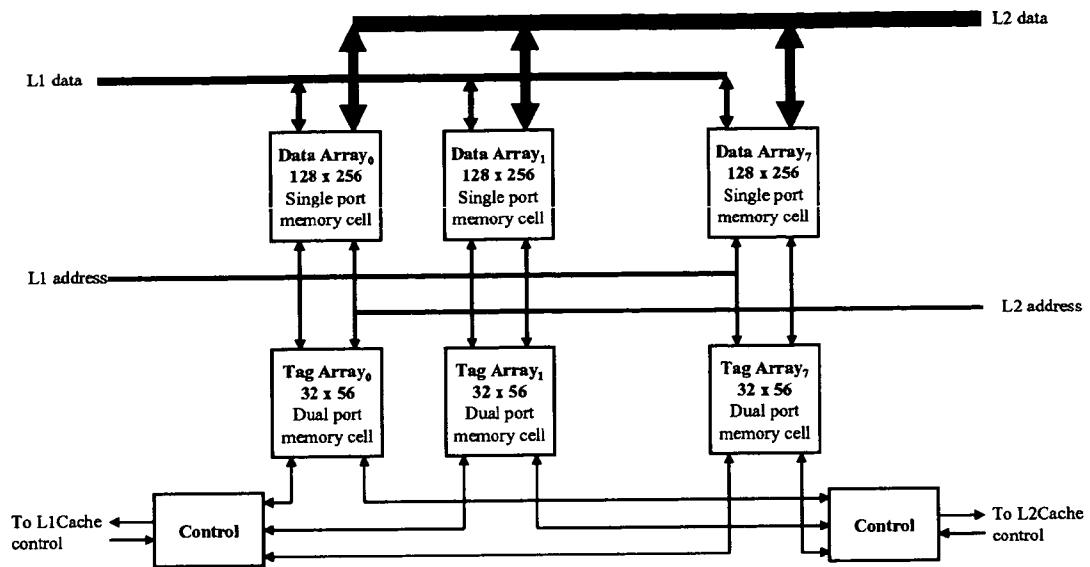 L2 data
L1 data
Data Array₀
128 x 256
Single port
memory cell
Data Array₁
128 x 256
Single port
memory cell
Data Array₇
128 x 256
Single port
memory cell
L1 address
L2 address
Tag Array₀
32 x 56
Dual port
memory cell
Tag Array₁
32 x 56
Dual port
memory cell
Tag Array₇
32 x 56
Dual port
memory cell
To L1Cache
control
Control
Control
To L2Cache
control